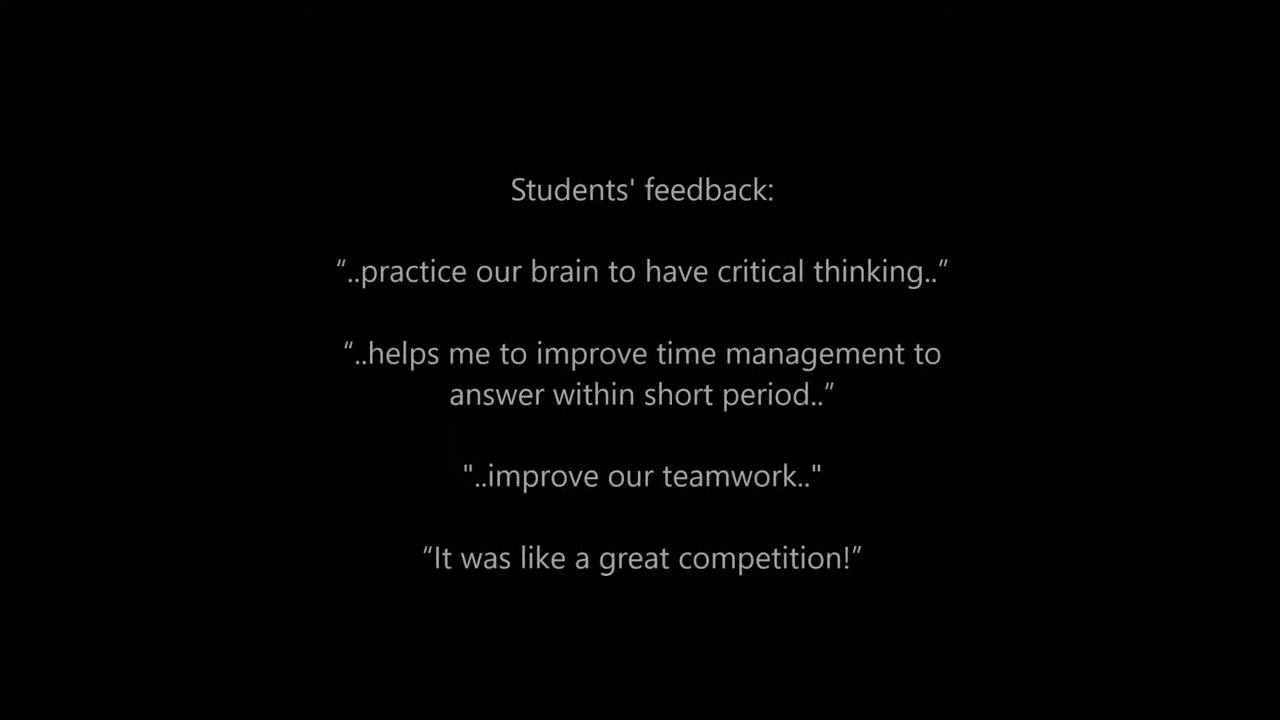 Students' feedback:
“..practice our brain to have critical thinking..”
“..helps me to improve time management to
answer within short period..”
"..improve our teamwork.."
“It was like a great competition!”